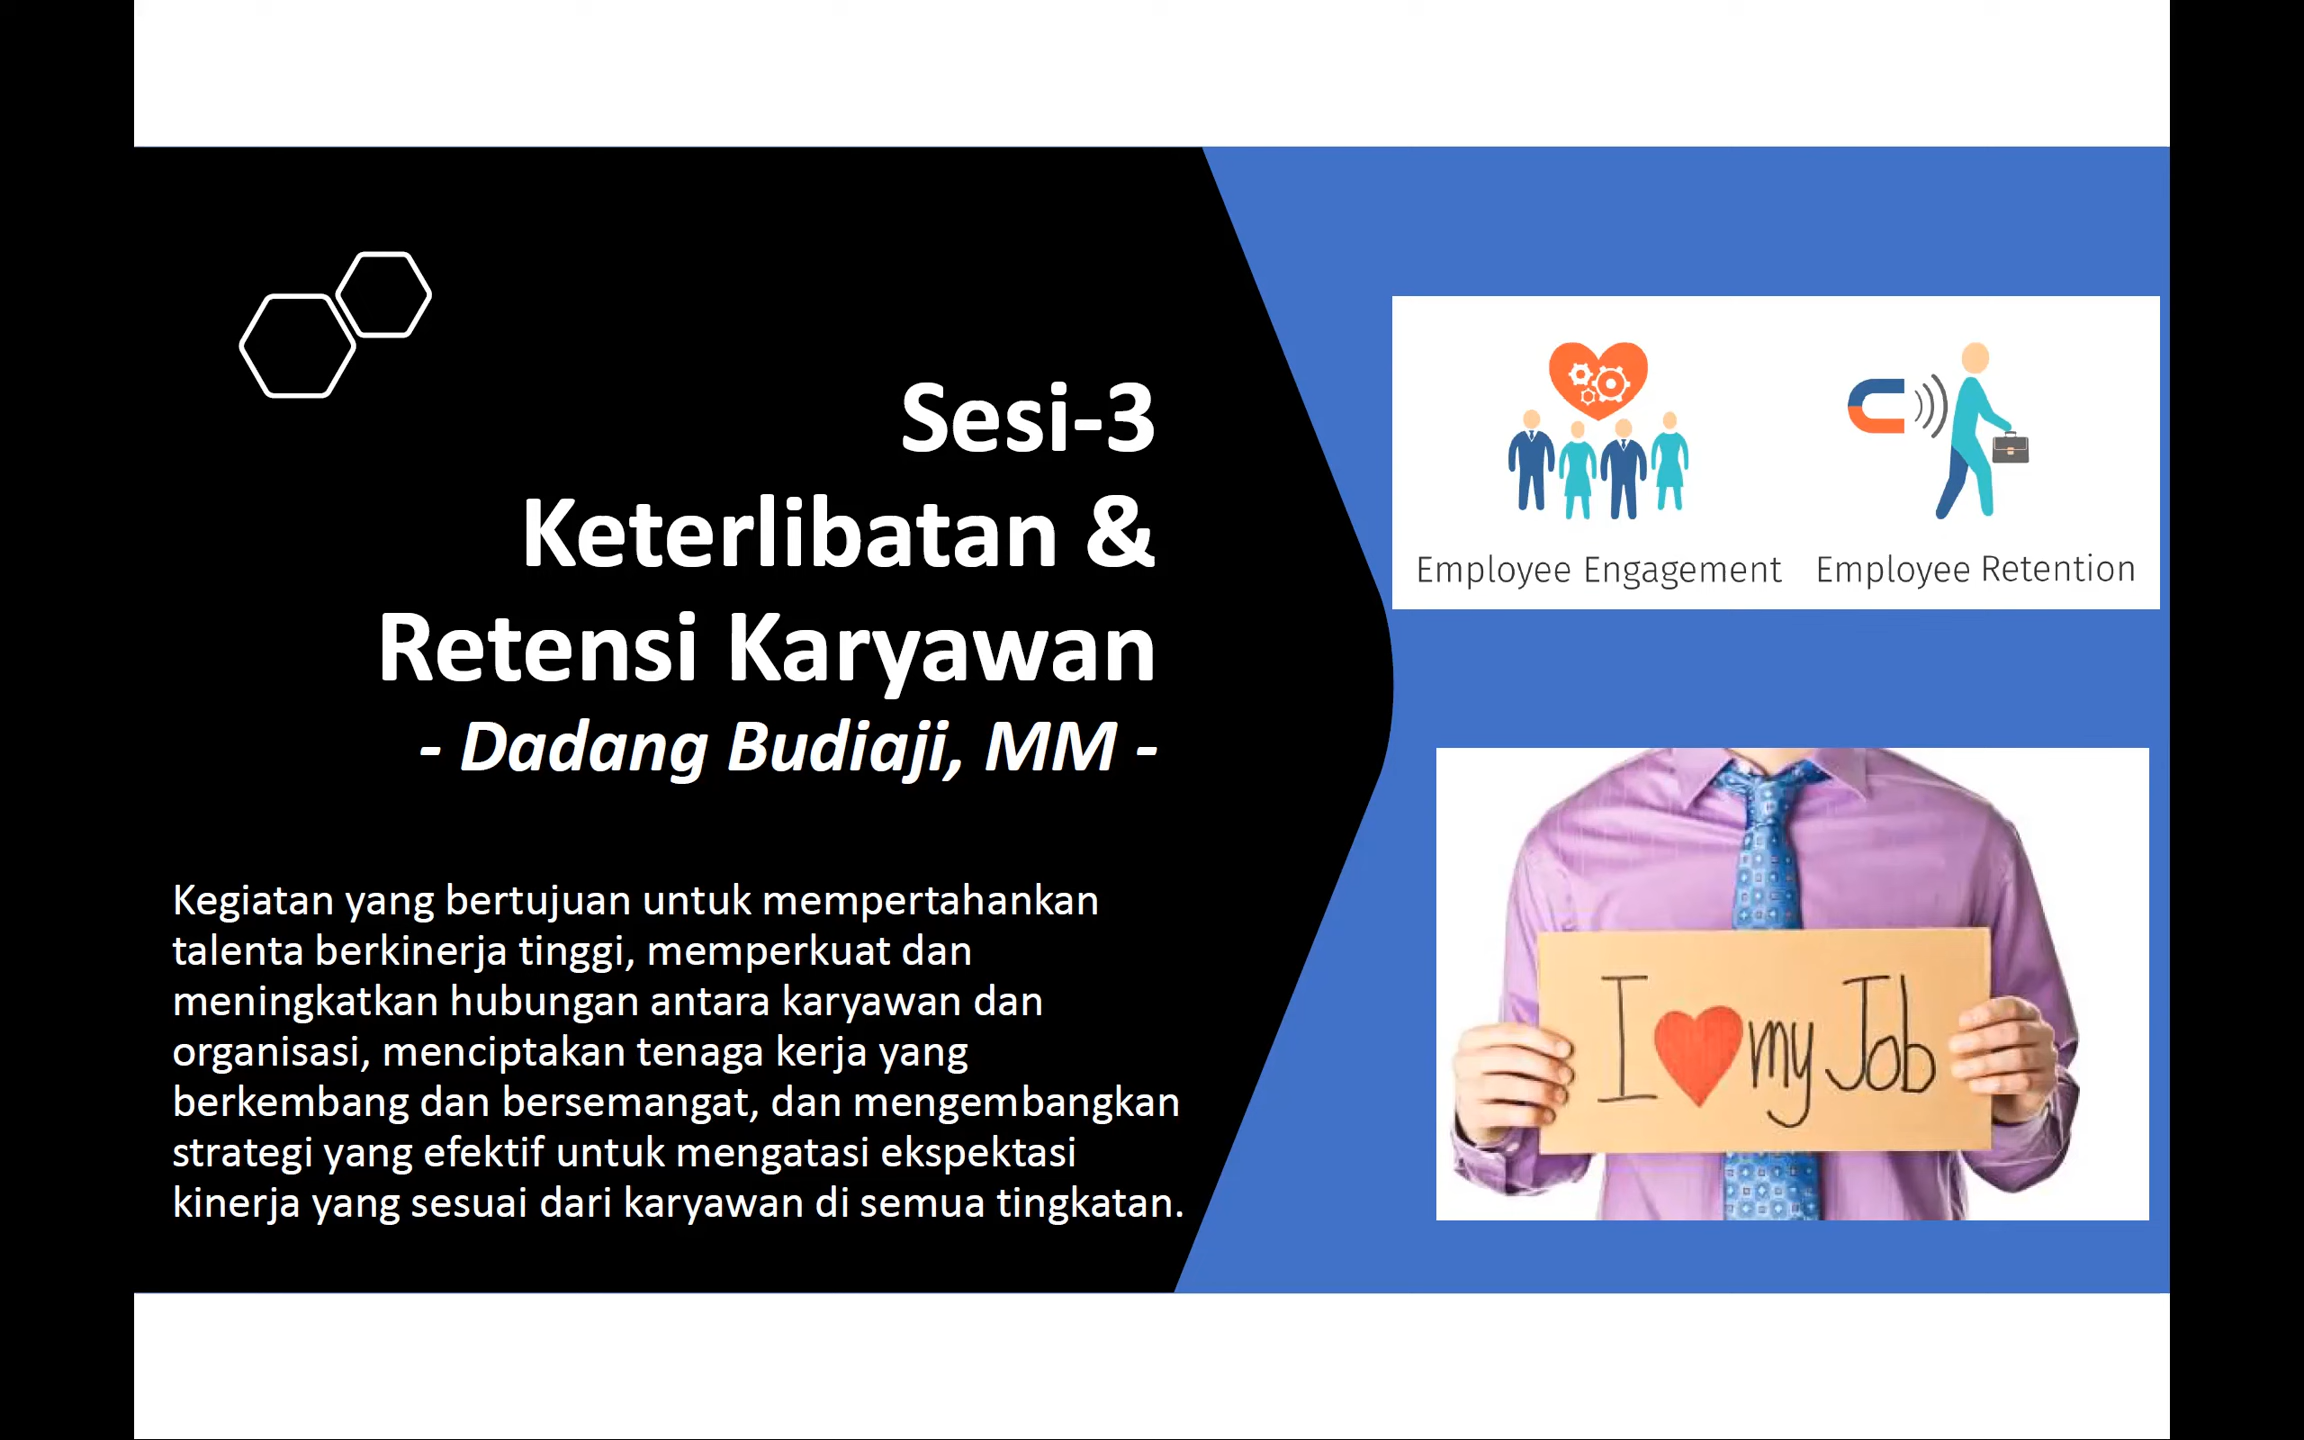 Sesi-3
Keterlibatan &
Retensi Karyawan
- Dadang Budiaji, MM -
Kegiatan yang bertujuan untuk mempertahankan
talenta berkinerja tinggi, memperkuat dan
meningkatkan hubungan antara karyawan dan
organisasi, menciptakan tenaga kerja yang
berkembang dan bersemangat, dan mengembangkan
strategi yang efektif untuk mengatasi ekspektasi
kinerja yang sesuai dari karyawan di semua tingkatan.
Employee Engagement
Employee Retention
I ❤ my Job